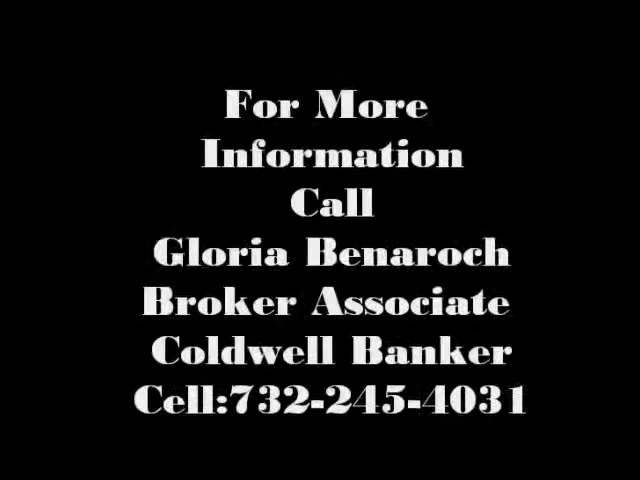 For More
Information
Call
Gloria Benaroch
Broker Associate
Coldwell Banker
Cell:732-245-4031